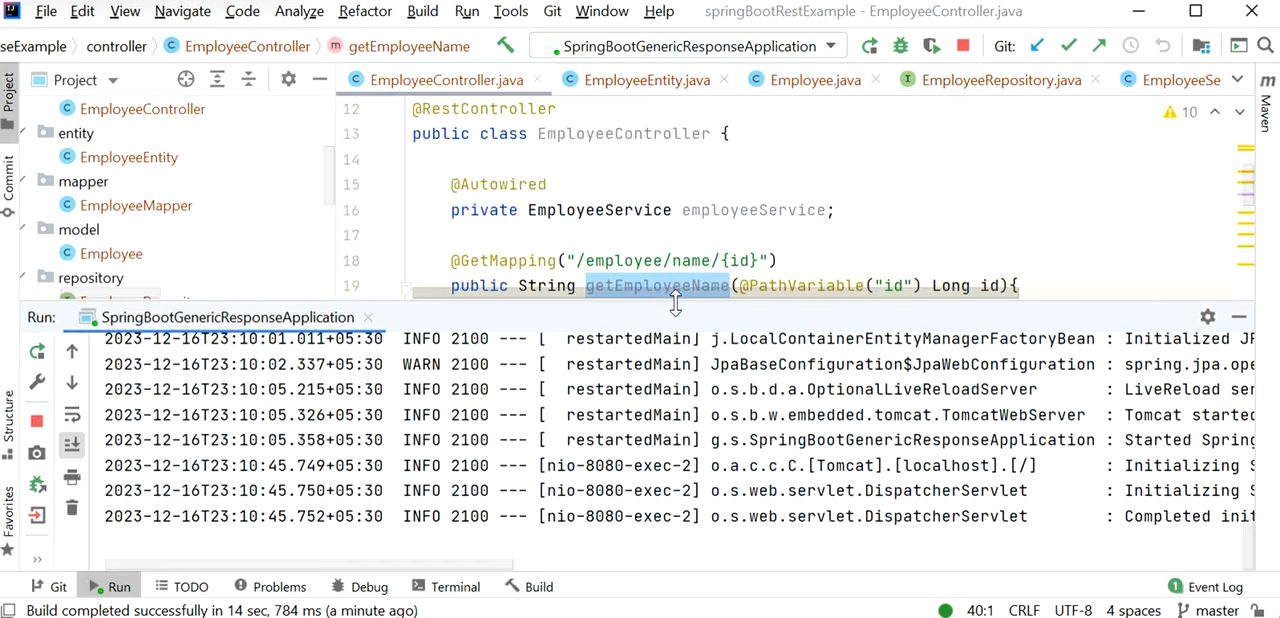 File Edit View Navigate Code Analyze Refactor Build Run Tools Git Window Help springBootRestExample - EmployeeController.java
seExample controller EmployeeController getEmployeeName SpringBootGenericResponseApplication Git:
Project EmployeeController.java EmployeeEntity.java Employee.java EmployeeRepository.java EmployeeSe
Project
Commit
Structure
Favorites
Maven
EmployeeController
entity
EmployeeEntity
mapper
EmployeeMapper
model
Employee
repository
12 @RestController
13 public class EmployeeController {
14
15 @Autowired
16 private EmployeeService employeeService;
17
18 @GetMapping("/employee/name/{id}")
19 public String getEmployeeName(@PathVariable("id") Long id){
10
Run: SpringBootGenericResponseApplication
2023-12-16T23:10:01.011+05:30 INFO 2100 --- [ restartedMain] j.LocalContainerEntityManagerFactoryBean : Initialized JP
2023-12-16T23:10:02.337+05:30 WARN 2100 --- [ restartedMain] JpaBaseConfiguration$JpaWebConfiguration : spring.jpa.ope
2023-12-16T23:10:05.215+05:30 INFO 2100 --- [ restartedMain] o.s.b.d.a.OptionalLiveReloadServer : LiveReload ser
2023-12-16T23:10:05.326+05:30 INFO 2100 --- [ restartedMain] o.s.b.w.embedded.tomcat.TomcatWebServer : Tomcat started
2023-12-16T23:10:05.358+05:30 INFO 2100 --- [ restartedMain] g.s.SpringBootGenericResponseApplication : Started Spring
2023-12-16T23:10:45.749+05:30 INFO 2100 --- [nio-8080-exec-2] o.a.c.c.C.[Tomcat].[localhost].[/] : Initializing S
2023-12-16T23:10:45.750+05:30 INFO 2100 --- [nio-8080-exec-2] o.s.web.servlet.DispatcherServlet : Initializing S
2023-12-16T23:10:45.752+05:30 INFO 2100 --- [nio-8080-exec-2] o.s.web.servlet.DispatcherServlet : Completed init
Git Run TODO Problems Debug Terminal Build 1 Event Log
Build completed successfully in 14 sec, 784 ms (a minute ago) 40:1 CRLF UTF-8 4 spaces master